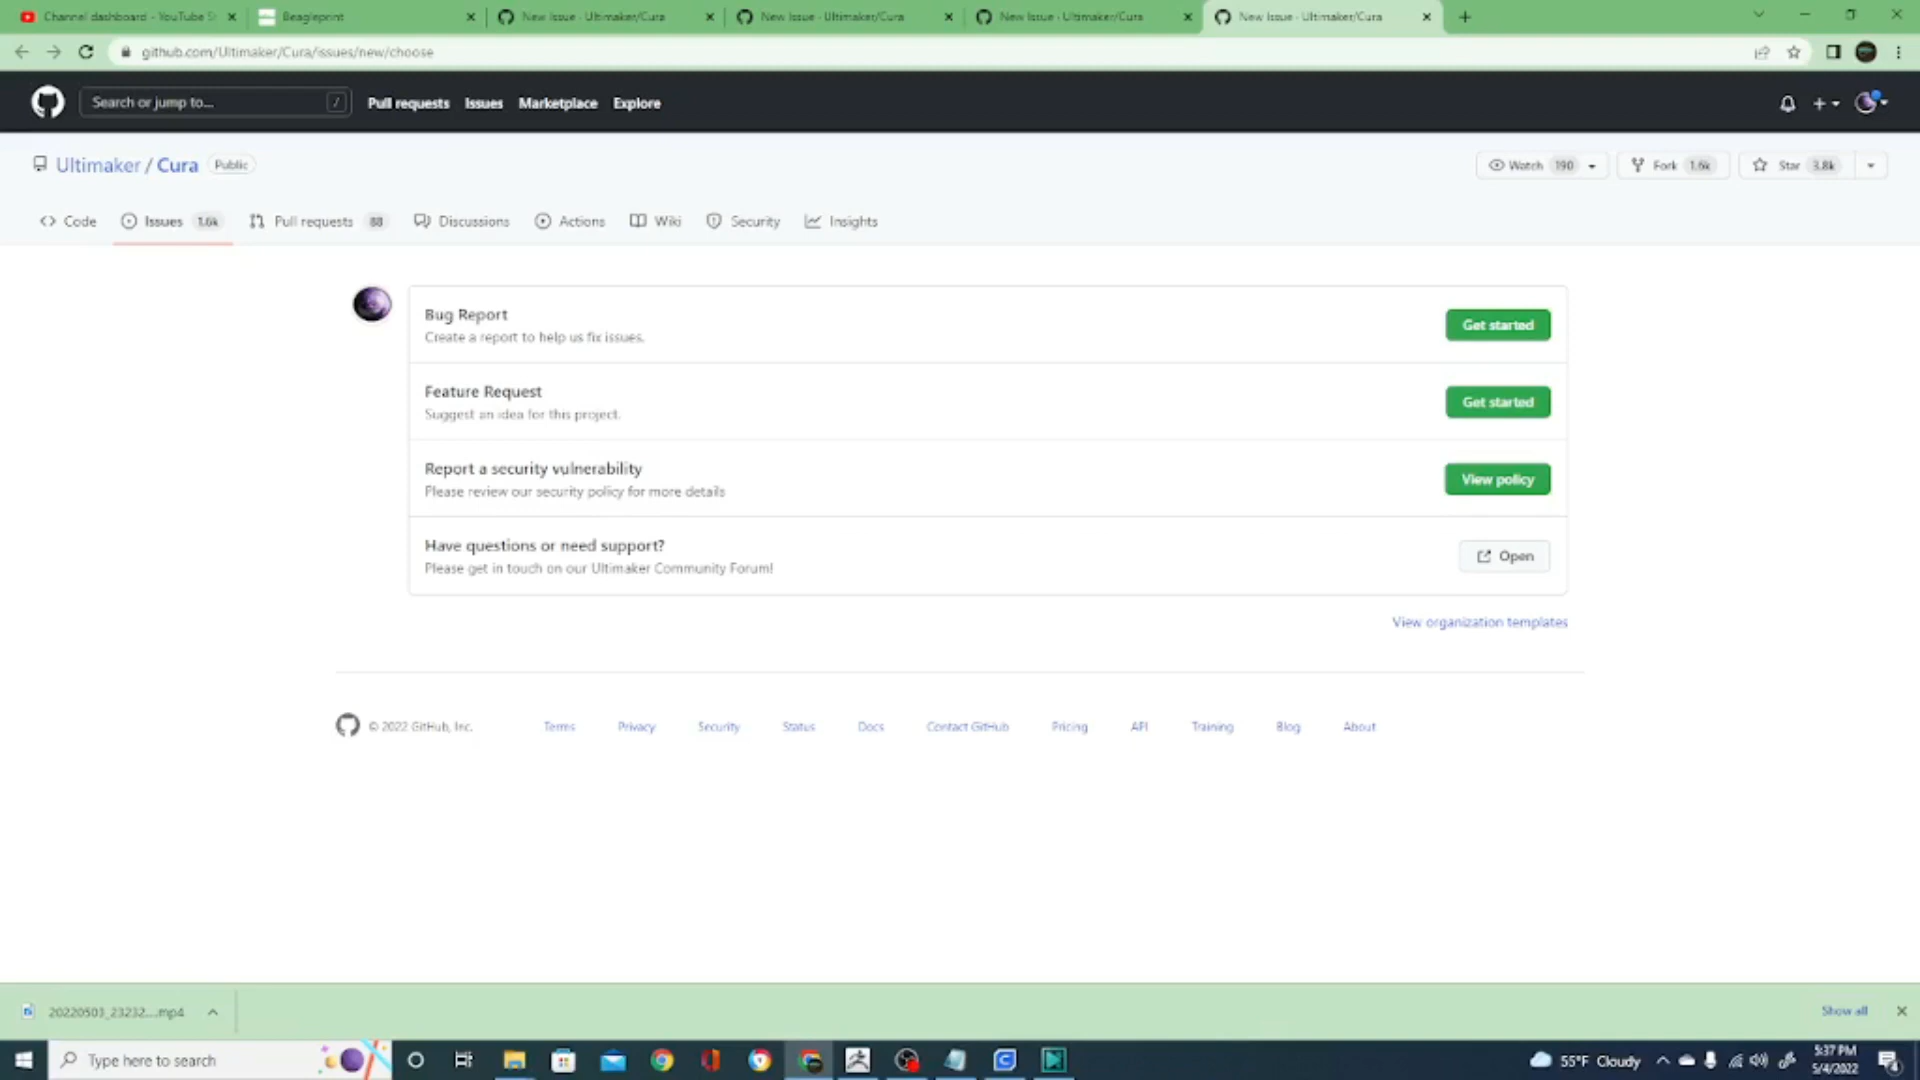 Channel dashboard - YouTube S
Beagleprint
New Issue · Ultimaker/Cura
New Issue · Ultimaker/Cura
New Issue · Ultimaker/Cura
New Issue · Ultimaker/Cura
github.com/Ultimaker/Cura/issues/new/choose
Search or jump to... /
Pull requests Issues Marketplace Explore
Ultimaker / Cura Public
Watch 190 Fork 1.6k Star 3.8k
Code Issues 1.6k Pull requests 88 Discussions Actions Wiki Security Insights
Bug Report
Create a report to help us fix issues.
Get started
Feature Request
Suggest an idea for this project.
Get started
Report a security vulnerability
Please review our security policy for more details
View policy
Have questions or need support?
Please get in touch on our Ultimaker Community Forum!
Open
View organization templates
© 2022 GitHub, Inc. Terms Privacy Security Status Docs Contact GitHub Pricing API Training Blog About
20220503_23232....mp4
Show all
Type here to search
55°F Cloudy
5:37 PM
5/4/2022